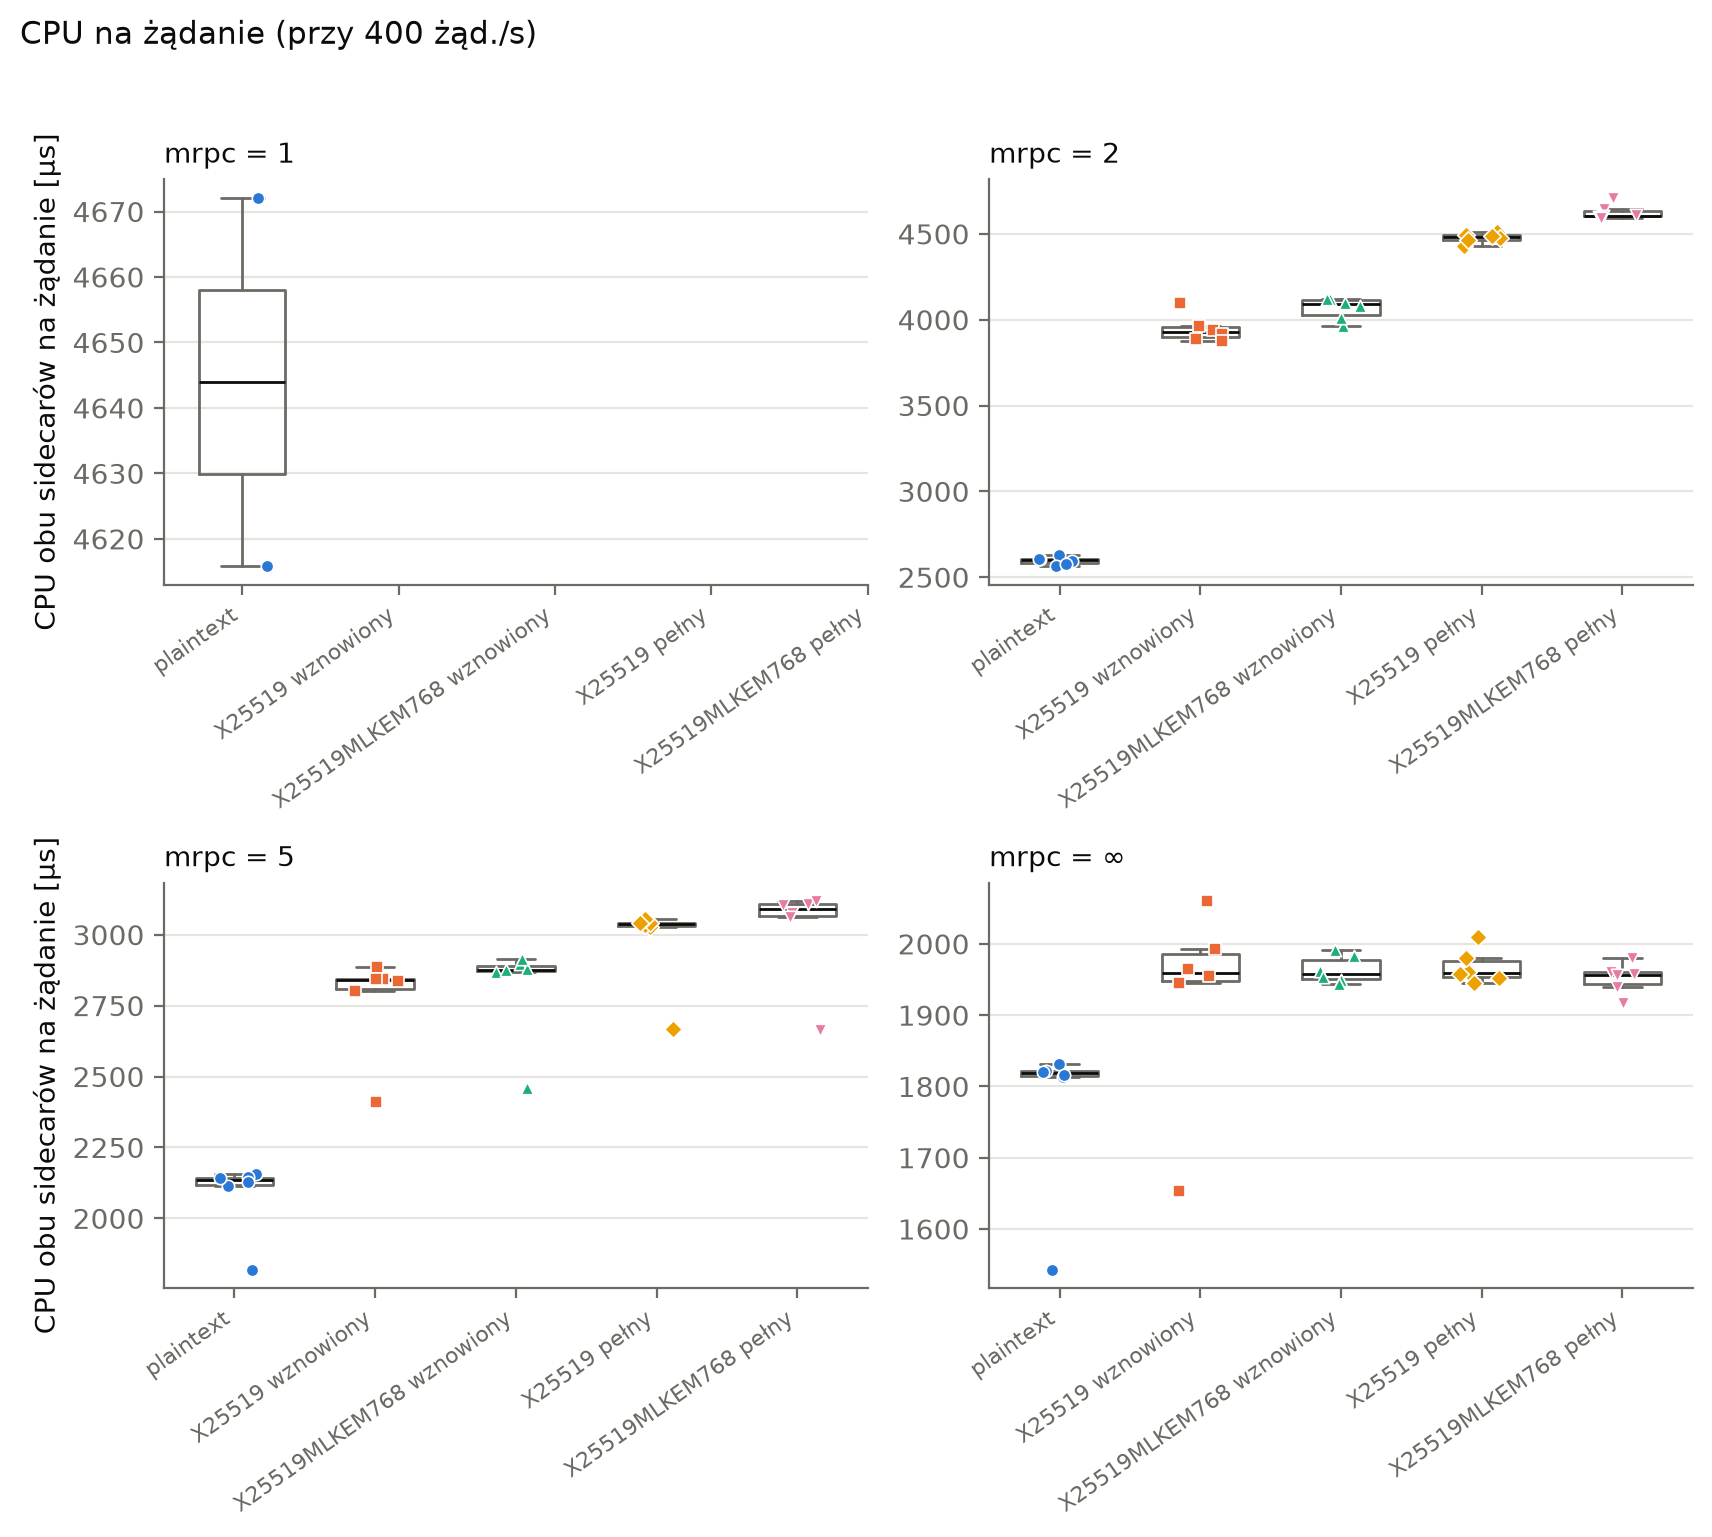 CPU na żądanie (przy 400 żąd./s)
mrpc = 1
CPU obu sidecarów na żądanie [µs]
4670
4660
4650
4640
4630
4620
plaintext
X25519 wznowiony
X25519MLKEM768 wznowiony
X25519 pełny
X25519MLKEM768 pełny
mrpc = 2
4500
4000
3500
3000
2500
plaintext
X25519 wznowiony
X25519MLKEM768 wznowiony
X25519 pełny
X25519MLKEM768 pełny
mrpc = 5
CPU obu sidecarów na żądanie [µs]
3000
2750
2500
2250
2000
plaintext
X25519 wznowiony
X25519MLKEM768 wznowiony
X25519 pełny
X25519MLKEM768 pełny
mrpc = ∞
2000
1900
1800
1700
1600
plaintext
X25519 wznowiony
X25519MLKEM768 wznowiony
X25519 pełny
X25519MLKEM768 pełny